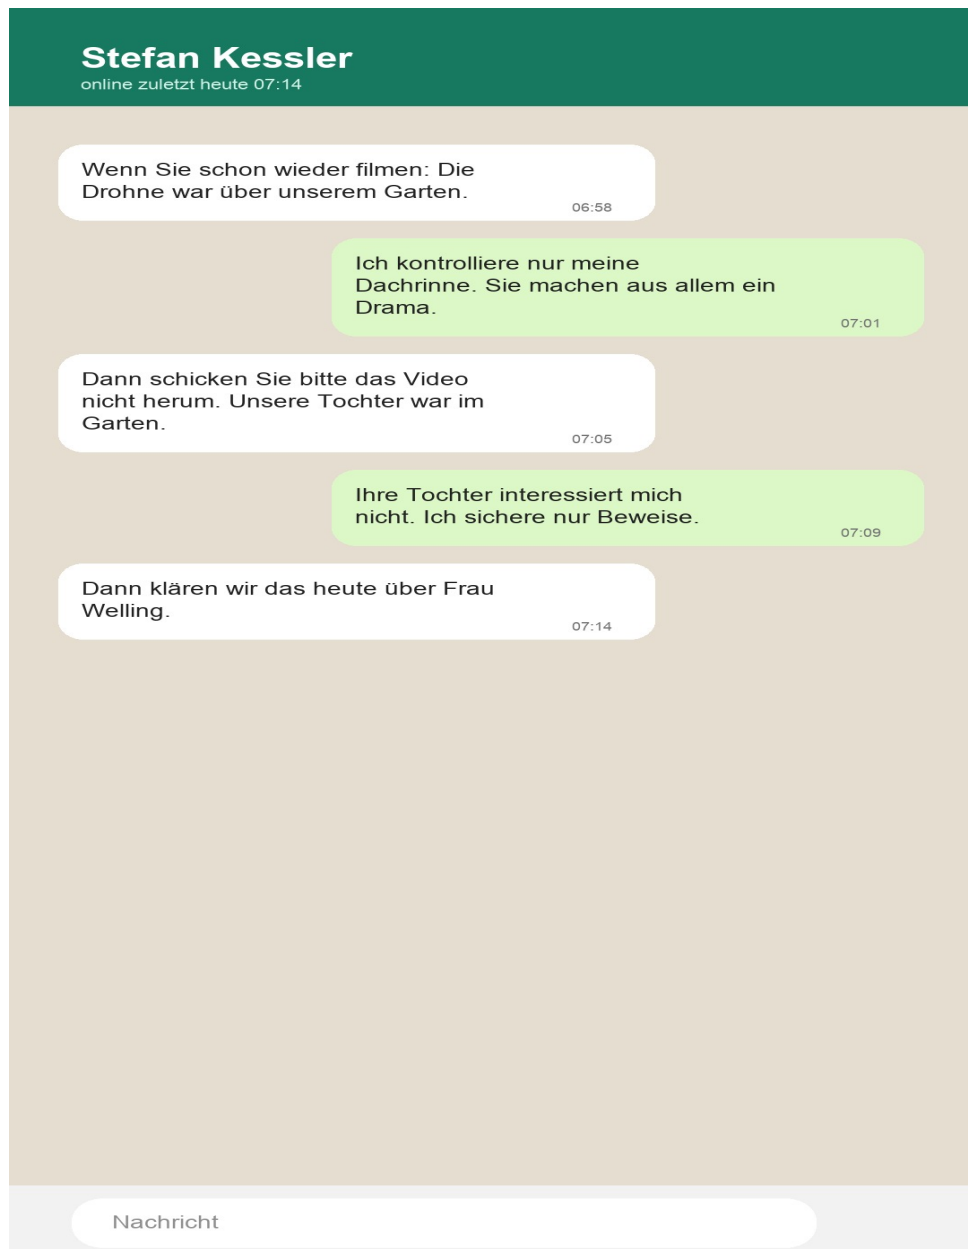 Stefan Kessler
online zuletzt heute 07:14
Wenn Sie schon wieder filmen: Die
Drohne war über unserem Garten.
06:58
Ich kontrolliere nur meine
Dachrinne. Sie machen aus allem ein
Drama.
07:01
Dann schicken Sie bitte das Video
nicht herum. Unsere Tochter war im
Garten.
07:05
Ihre Tochter interessiert mich
nicht. Ich sichere nur Beweise.
07:09
Dann klären wir das heute über Frau
Welling.
07:14
Nachricht